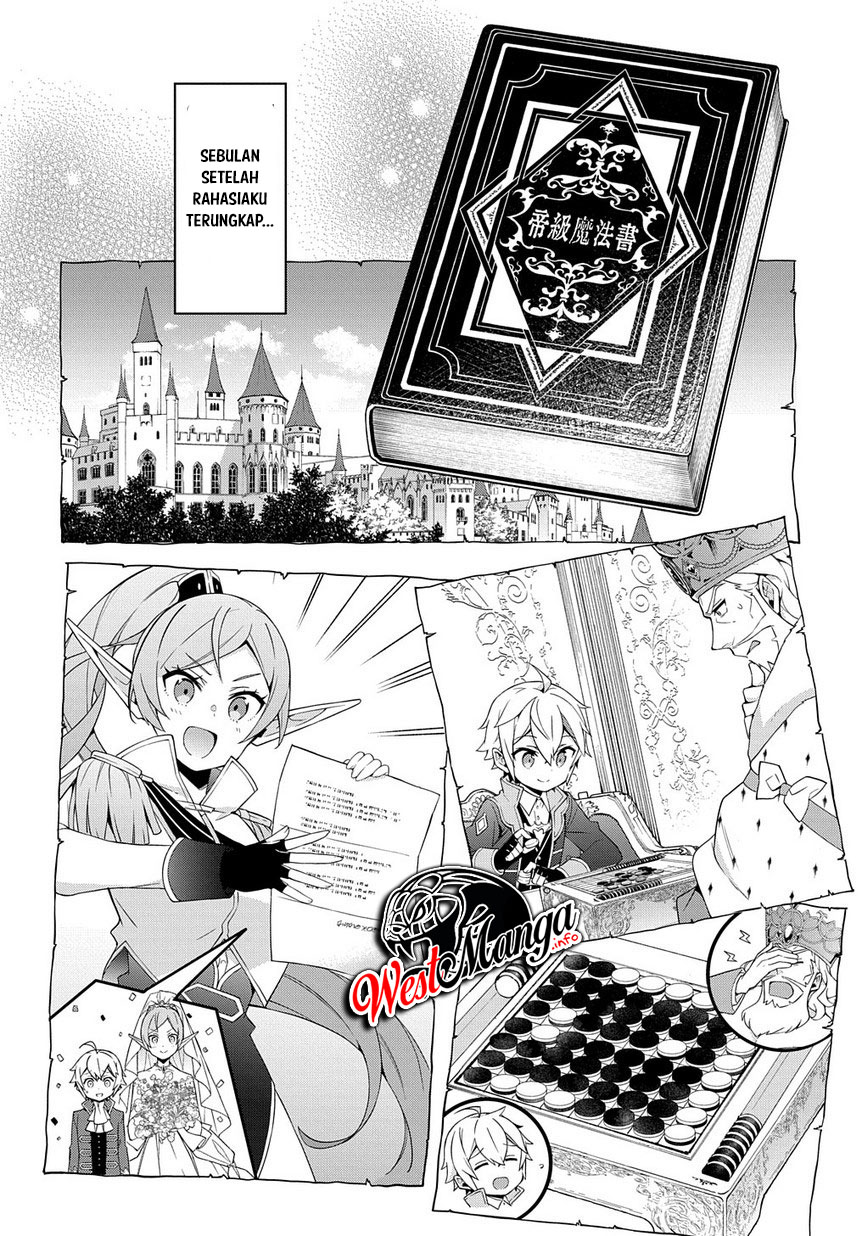 SEBULAN
SETELAH
RAHASIAKU
TERUNGKAP...
帝級魔法書
WestManga
.info